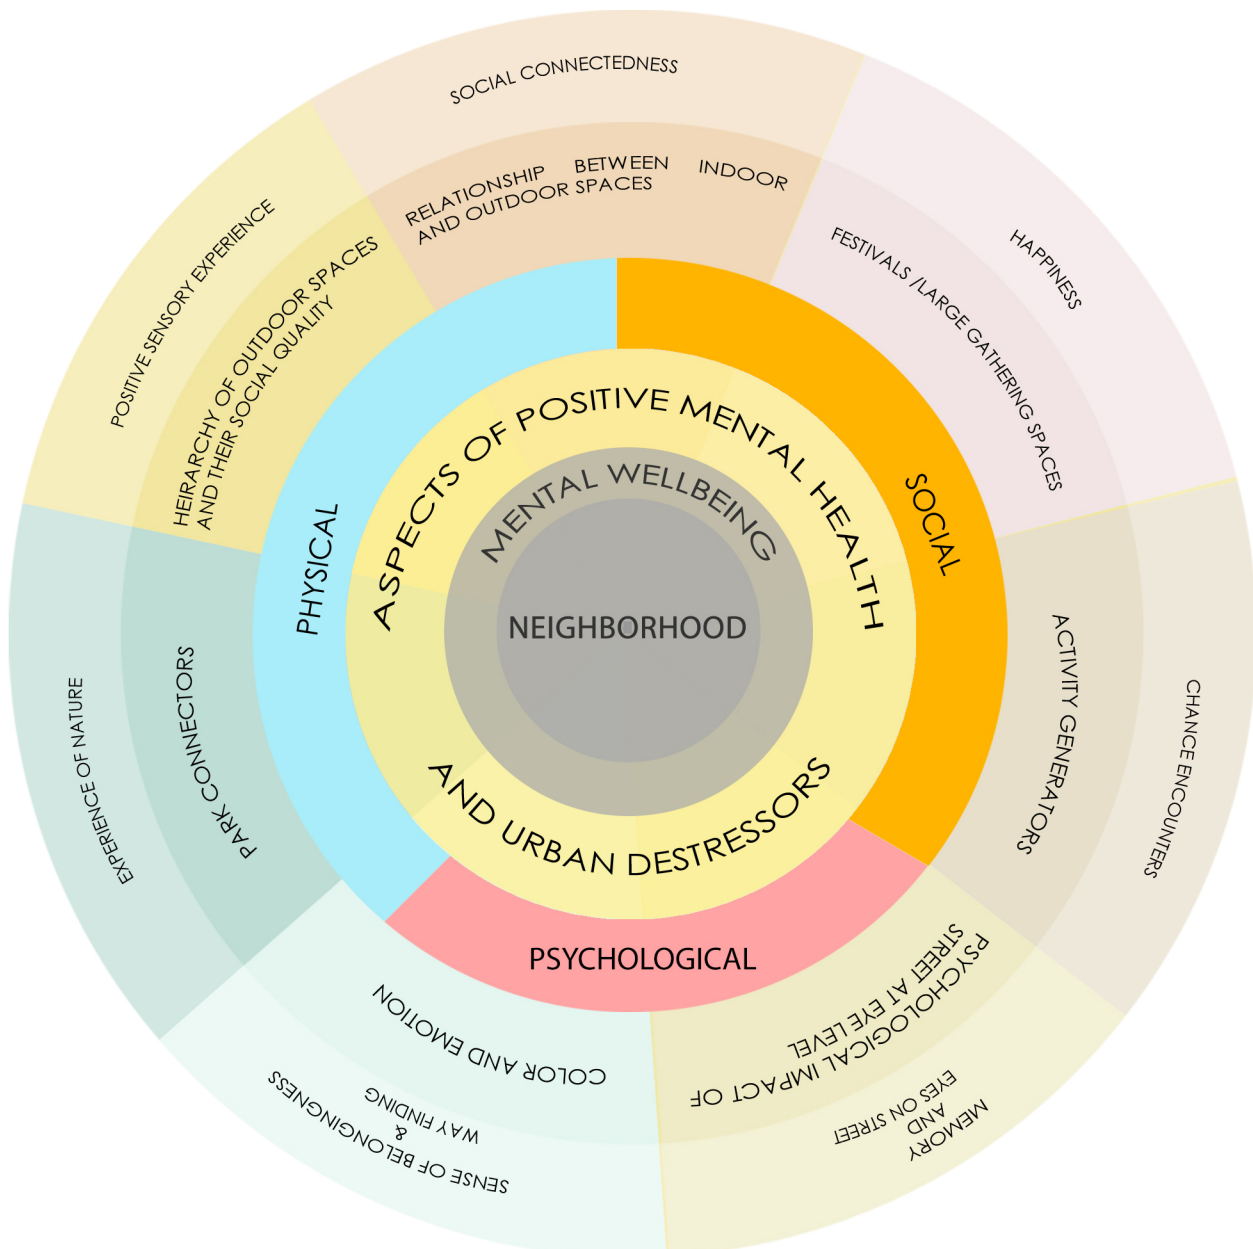 SOCIAL CONNECTEDNESS
RELATIONSHIP BETWEEN INDOOR
AND OUTDOOR SPACES
HAPPINESS
FESTIVALS /LARGE GATHERING SPACES
POSITIVE SENSORY EXPERIENCE
HEIRARCHY OF OUTDOOR SPACES
AND THEIR SOCIAL QUALITY
PHYSICAL
SOCIAL
ASPECTS OF POSITIVE MENTAL HEALTH
MENTAL WELLBEING
NEIGHBORHOOD
AND URBAN DESTRESSORS
PSYCHOLOGICAL
EXPERIENCE OF NATURE
PARK CONNECTORS
ACTIVITY GENERATORS
CHANCE ENCOUNTERS
COLOR AND EMOTION
WAY FINDING
&
SENSE OF BELONGINGNESS
PSYCHOLOGICAL IMPACT OF
STREET AT EYE LEVEL
MEMORY
AND
EYES ON STREET